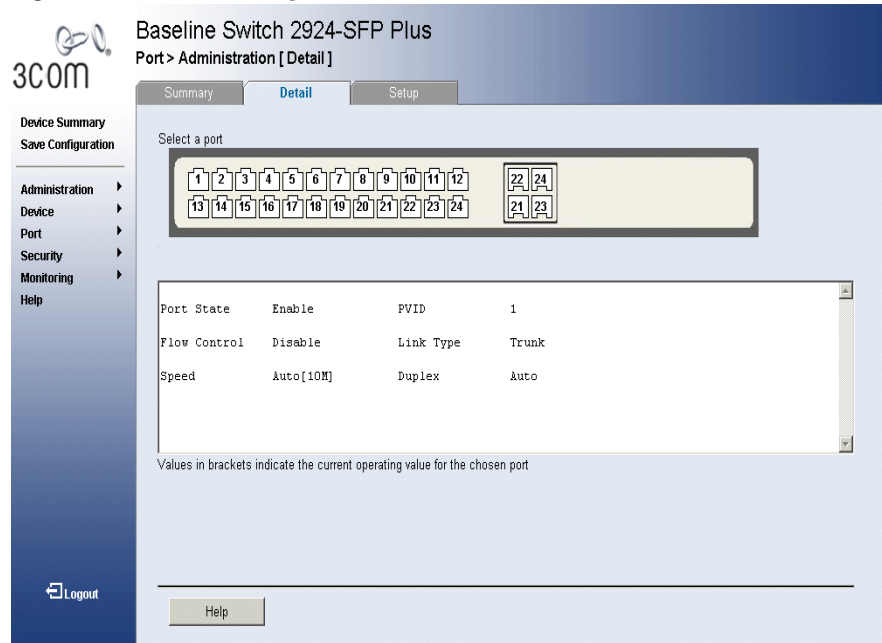 Baseline Switch 2924-SFP Plus
Port > Administration [ Detail ]
3COM
Summary Detail Setup
Device Summary
Save Configuration
Administration
Device
Port
Security
Monitoring
Help
Select a port
1 2 3 4 5 6 7 8 9 10 11 12 22 24
13 14 15 16 17 18 19 20 21 22 23 24 21 23
Port State Enable PVID 1
Flow Control Disable Link Type Trunk
Speed Auto[10M] Duplex Auto
Values in brackets indicate the current operating value for the chosen port
Logout
Help